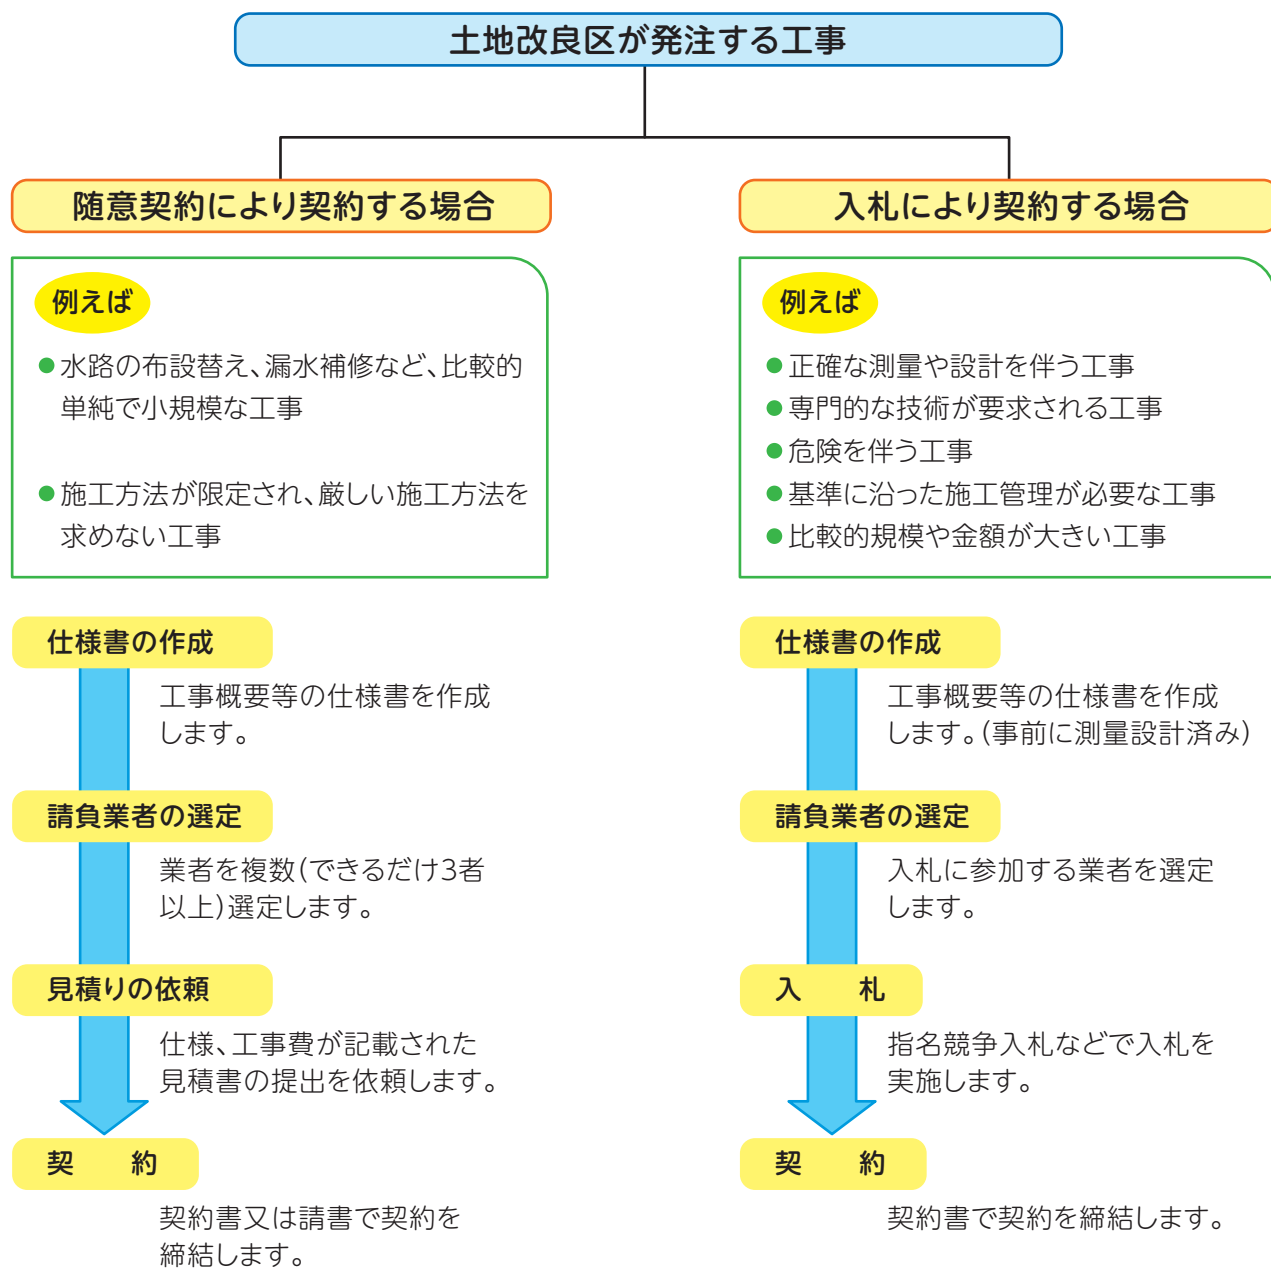 土地改良区が発注する工事
随意契約により契約する場合
例えば
●水路の布設替え、漏水補修など、比較的
単純で小規模な工事
●施工方法が限定され、厳しい施工方法を
求めない工事
仕様書の作成
工事概要等の仕様書を作成
します。
請負業者の選定
業者を複数(できるだけ3者
以上)選定します。
見積りの依頼
仕様、工事費が記載された
見積書の提出を依頼します。
契　約
契約書又は請書で契約を
締結します。
入札により契約する場合
例えば
●正確な測量や設計を伴う工事
●専門的な技術が要求される工事
●危険を伴う工事
●基準に沿った施工管理が必要な工事
●比較的規模や金額が大きい工事
仕様書の作成
工事概要等の仕様書を作成
します。(事前に測量設計済み)
請負業者の選定
入札に参加する業者を選定
します。
入　札
指名競争入札などで入札を
実施します。
契　約
契約書で契約を締結します。